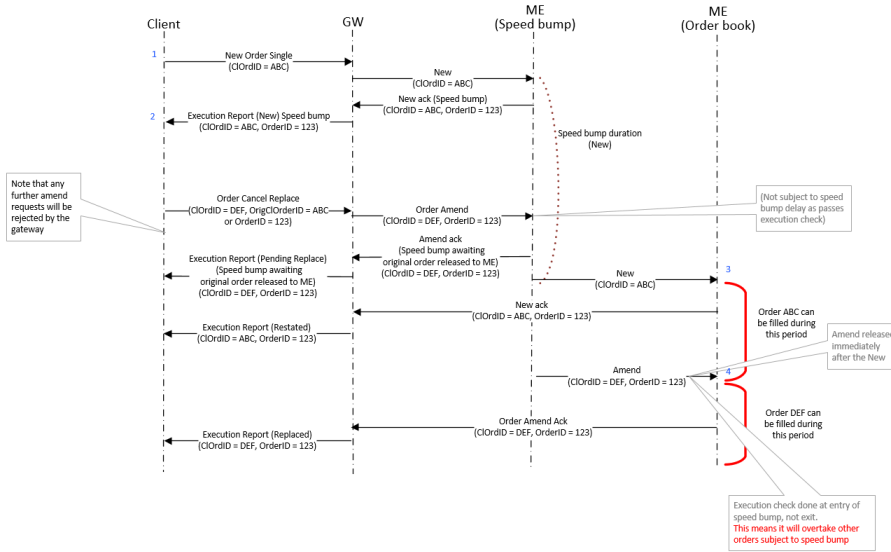 Client
GW
ME
(Speed bump)
ME
(Order book)
1
New Order Single
(ClOrdID = ABC)
New
(ClOrdID = ABC)
New ack (Speed bump)
(ClOrdID = ABC, OrderID = 123)
2
Execution Report (New) Speed bump
(ClOrdID = ABC, OrderID = 123)
Speed bump duration
(New)
Note that any
further amend
requests will be
rejected by the
gateway
Order Cancel Replace
(ClOrdID = DEF, OrigClOrderID = ABC
or OrderID = 123)
Order Amend
(ClOrdID = DEF, OrderID = 123)
(Not subject to speed
bump delay as passes
execution check)
Amend ack
(Speed bump awaiting
original order released to ME)
(ClOrdID = DEF, OrderID = 123)
Execution Report (Pending Replace)
(Speed bump awaiting
original order released to ME)
(ClOrdID = DEF, OrderID = 123)
New
(ClOrdID = ABC)
3
New ack
(ClOrdID = ABC, OrderID = 123)
Order ABC can
be filled during
this period
Execution Report (Restated)
(ClOrdID = ABC, OrderID = 123)
Amend released
immediately
after the New
Amend
(ClOrdID = DEF, OrderID = 123)
4
Order DEF can
be filled during
this period
Order Amend Ack
(ClOrdID = DEF, OrderID = 123)
Execution Report (Replaced)
(ClOrdID = DEF, OrderID = 123)
Execution check done at entry of
speed bump, not exit.
This means it will overtake other
orders subject to speed bump